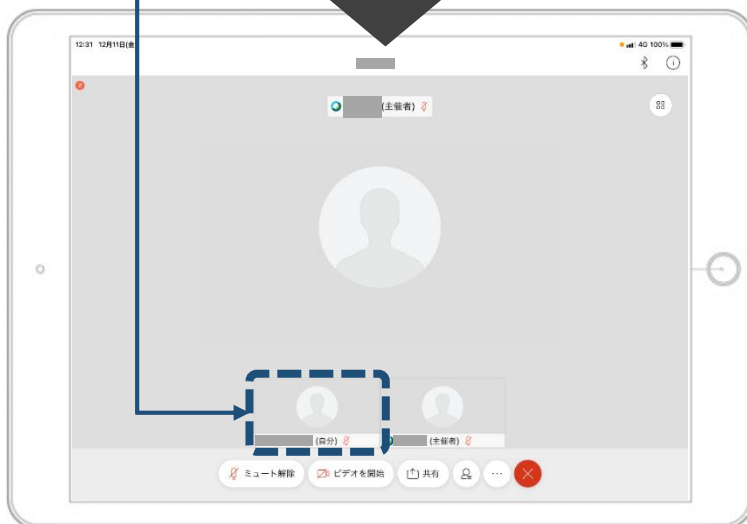 12:31 12月11日(金
4G 100%
(主催者)
(自分)
(主催者)
ミュート解除
ビデオを開始
共有